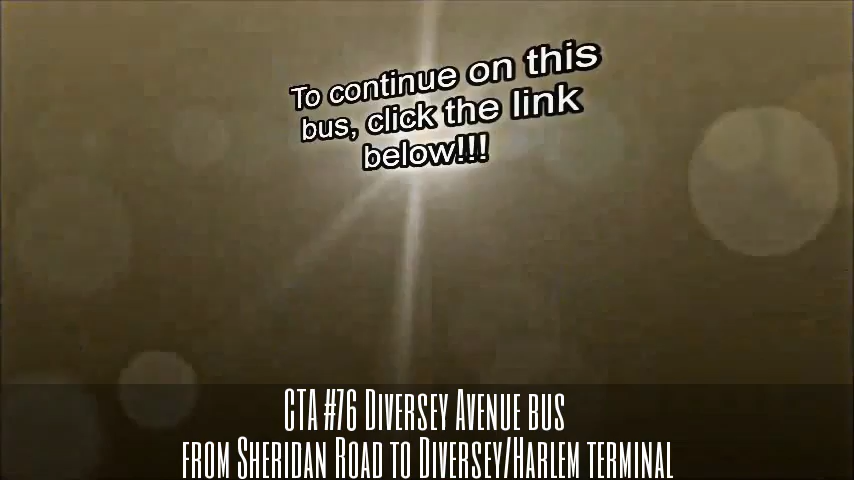 To continue on this
bus, click the link
below!!!
CTA #76 Diversey Avenue bus
from Sheridan Road to Diversey/Harlem terminal